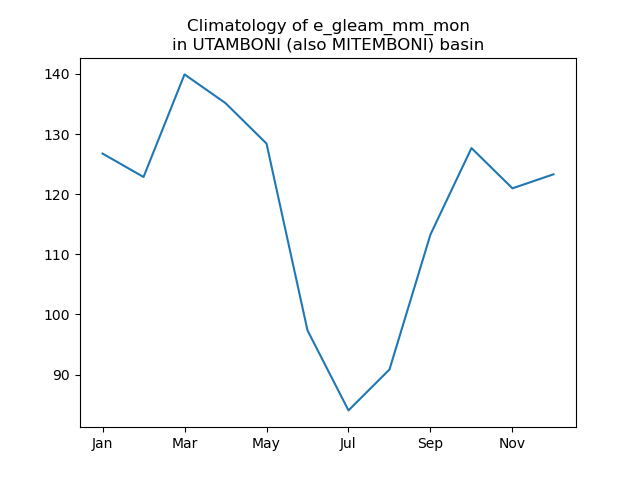 Climatology of e_gleam_mm_mon
in UTAMBONI (also MITEMBONI) basin
140
130
120
110
100
90
Jan
Mar
May
Jul
Sep
Nov